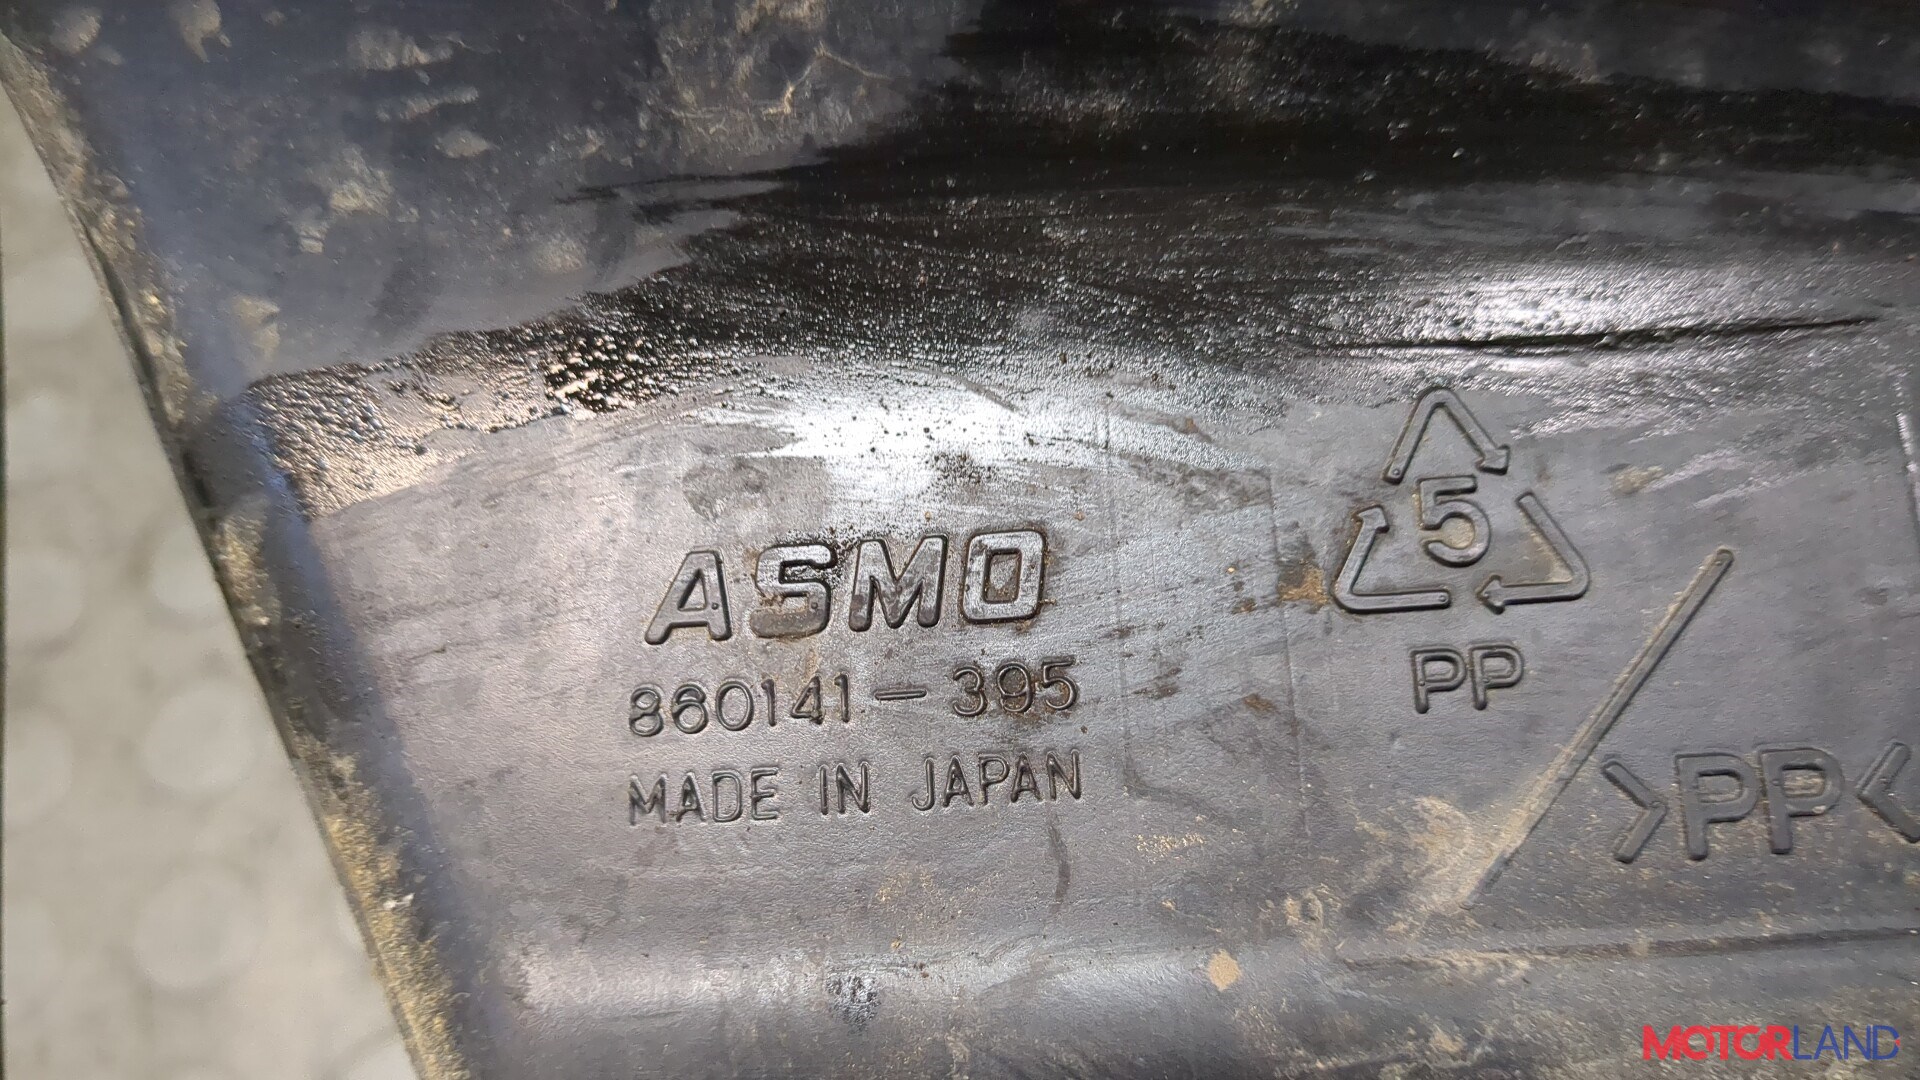 ASMO
860141-395
MADE IN JAPAN
5
PP
>PP<
MOTORLAND